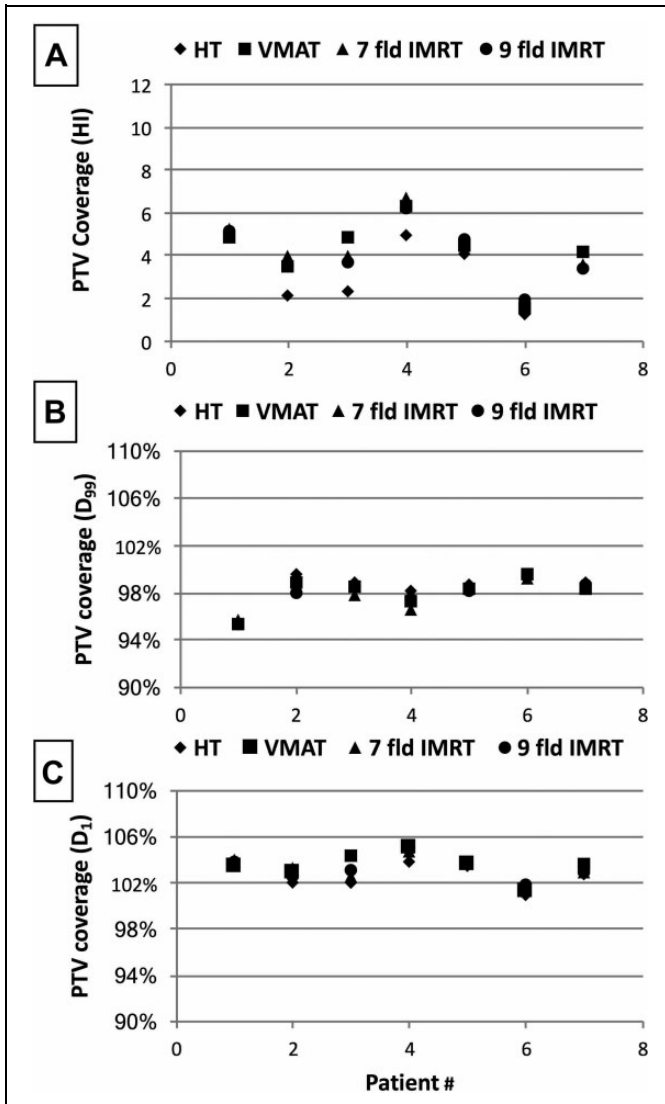 A
◆ HT ■ VMAT ▲ 7 fld IMRT ● 9 fld IMRT
PTV Coverage (HI)
12
10
8
6
4
2
0
0 2 4 6 8
B
◆ HT ■ VMAT ▲ 7 fld IMRT ● 9 fld IMRT
PTV coverage (D₉₉)
110%
106%
102%
98%
94%
90%
0 2 4 6 8
C
◆ HT ■ VMAT ▲ 7 fld IMRT ● 9 fld IMRT
PTV coverage (D₁)
110%
106%
102%
98%
94%
90%
0 2 4 6 8
Patient #